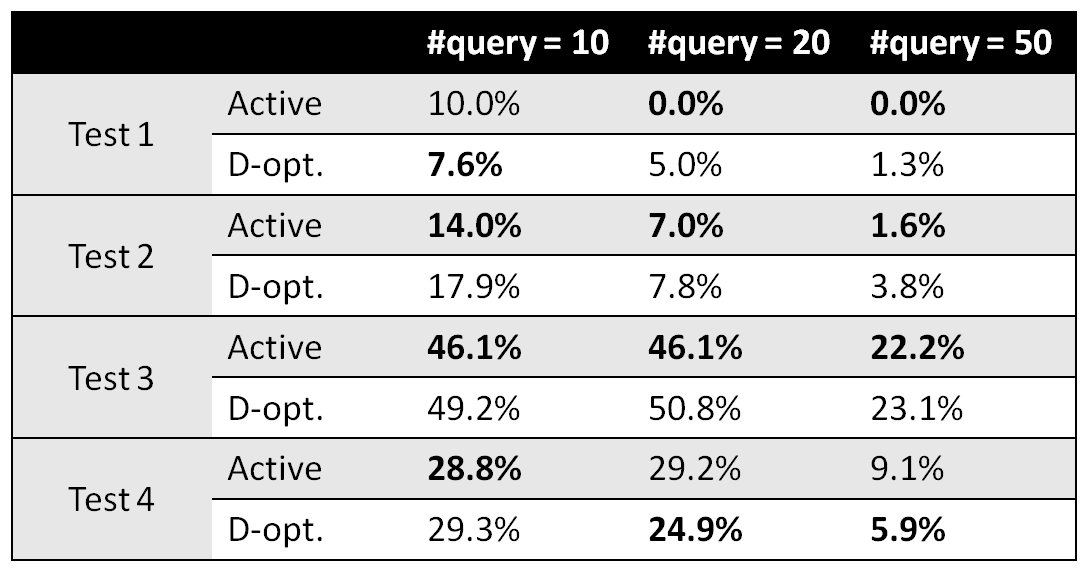 #query = 10 #query = 20 #query = 50
Test 1 Active 10.0% 0.0% 0.0%
D-opt. 7.6% 5.0% 1.3%
Test 2 Active 14.0% 7.0% 1.6%
D-opt. 17.9% 7.8% 3.8%
Test 3 Active 46.1% 46.1% 22.2%
D-opt. 49.2% 50.8% 23.1%
Test 4 Active 28.8% 29.2% 9.1%
D-opt. 29.3% 24.9% 5.9%